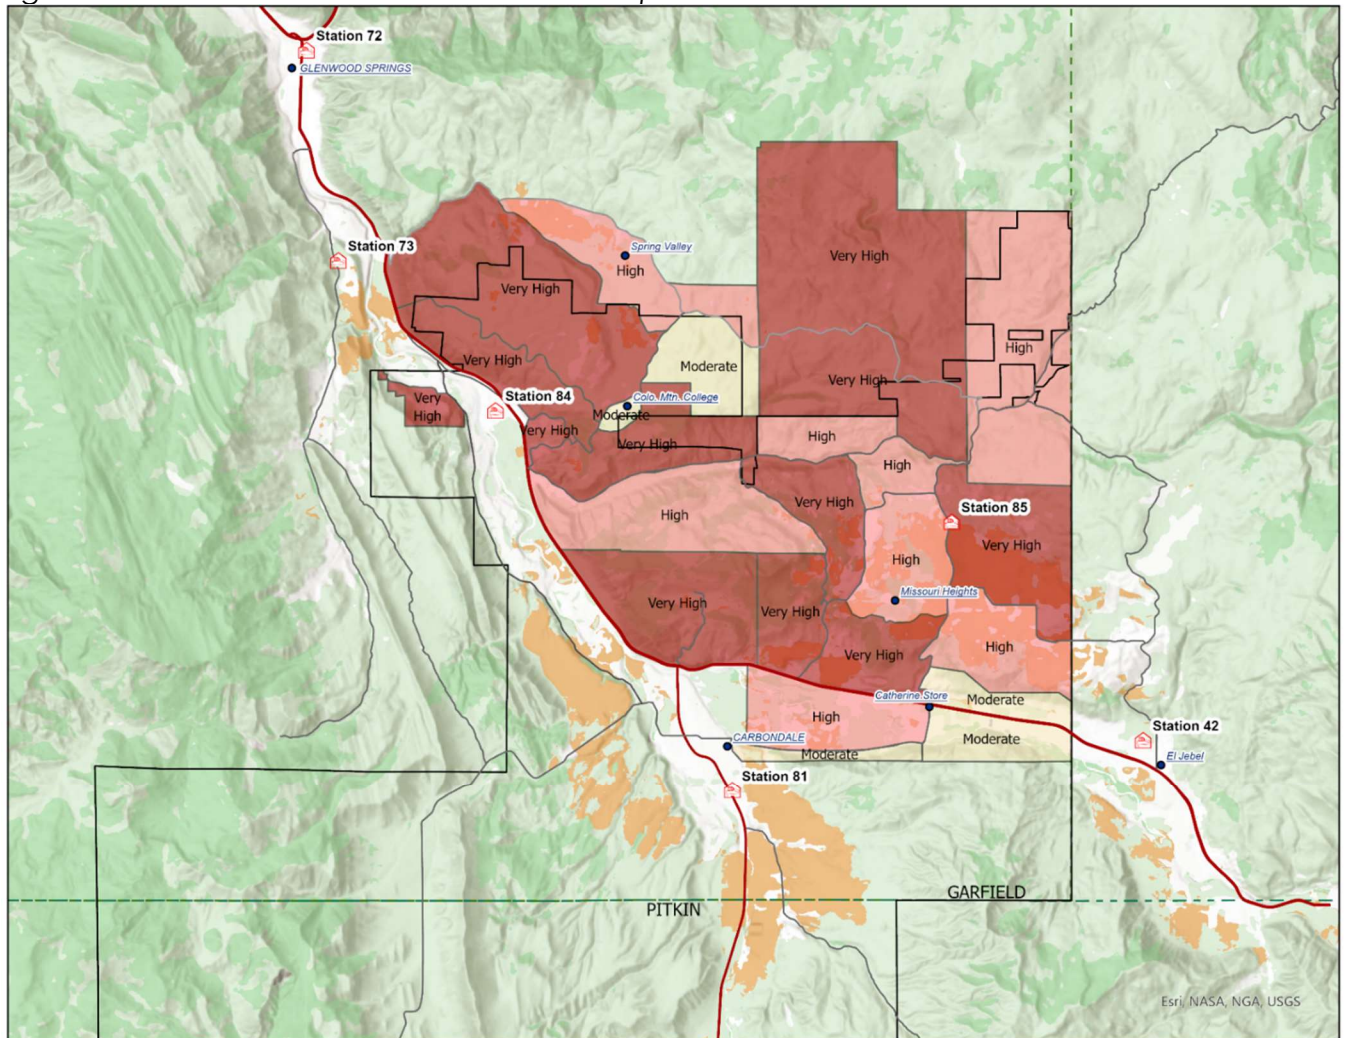 Station 72
GLENWOOD SPRINGS
Station 73
Spring Valley
High
Very High
Very High
Very High
High
Very High
Moderate
Very High
Very
High
Station 84
Colo. Mtn. College
Moderate
Very High
Very High
High
High
High
Very High
Station 85
Very High
High
Missouri Heights
Very High
Very High
Very High
High
Catherine Store
Moderate
High
Moderate
CARBONDALE
Moderate
Station 42
El Jebel
Station 81
GARFIELD
PITKIN
Esri, NASA, NGA, USGS